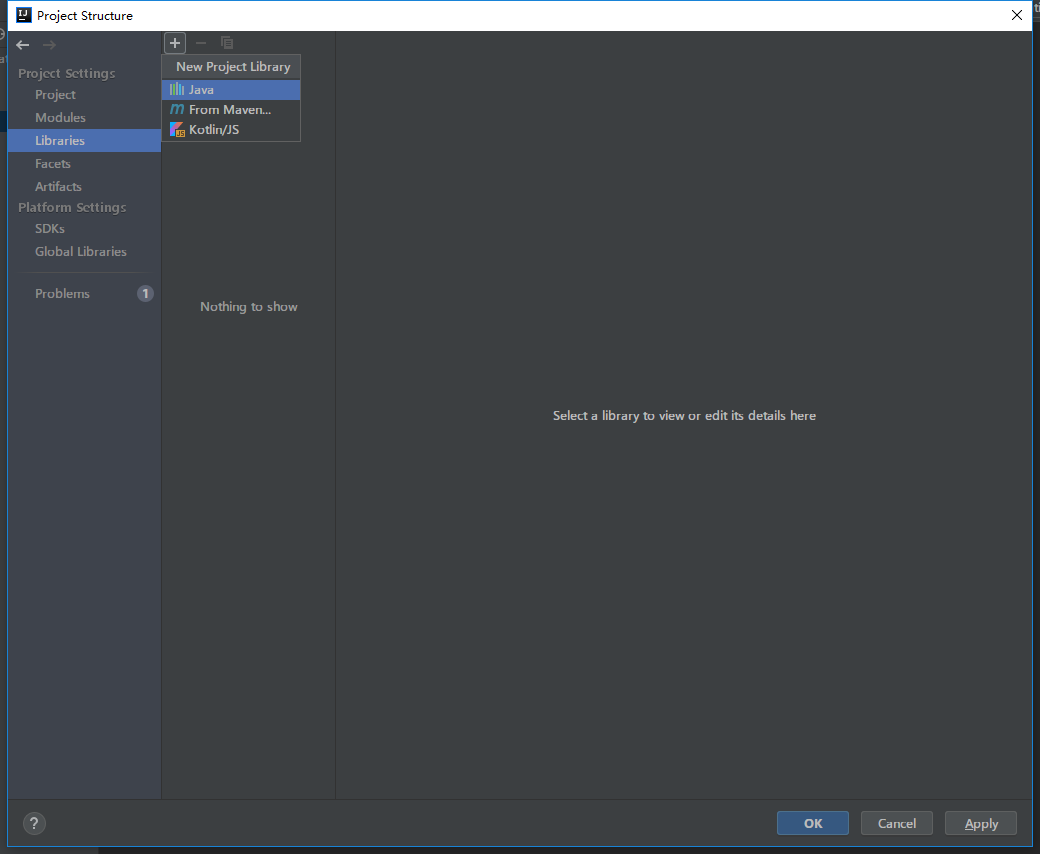 Project Structure
Project Settings
Project
Modules
Libraries
Facets
Artifacts
Platform Settings
SDKs
Global Libraries
Problems
1
New Project Library
Java
From Maven...
Kotlin/JS
Nothing to show
Select a library to view or edit its details here
?
OK
Cancel
Apply